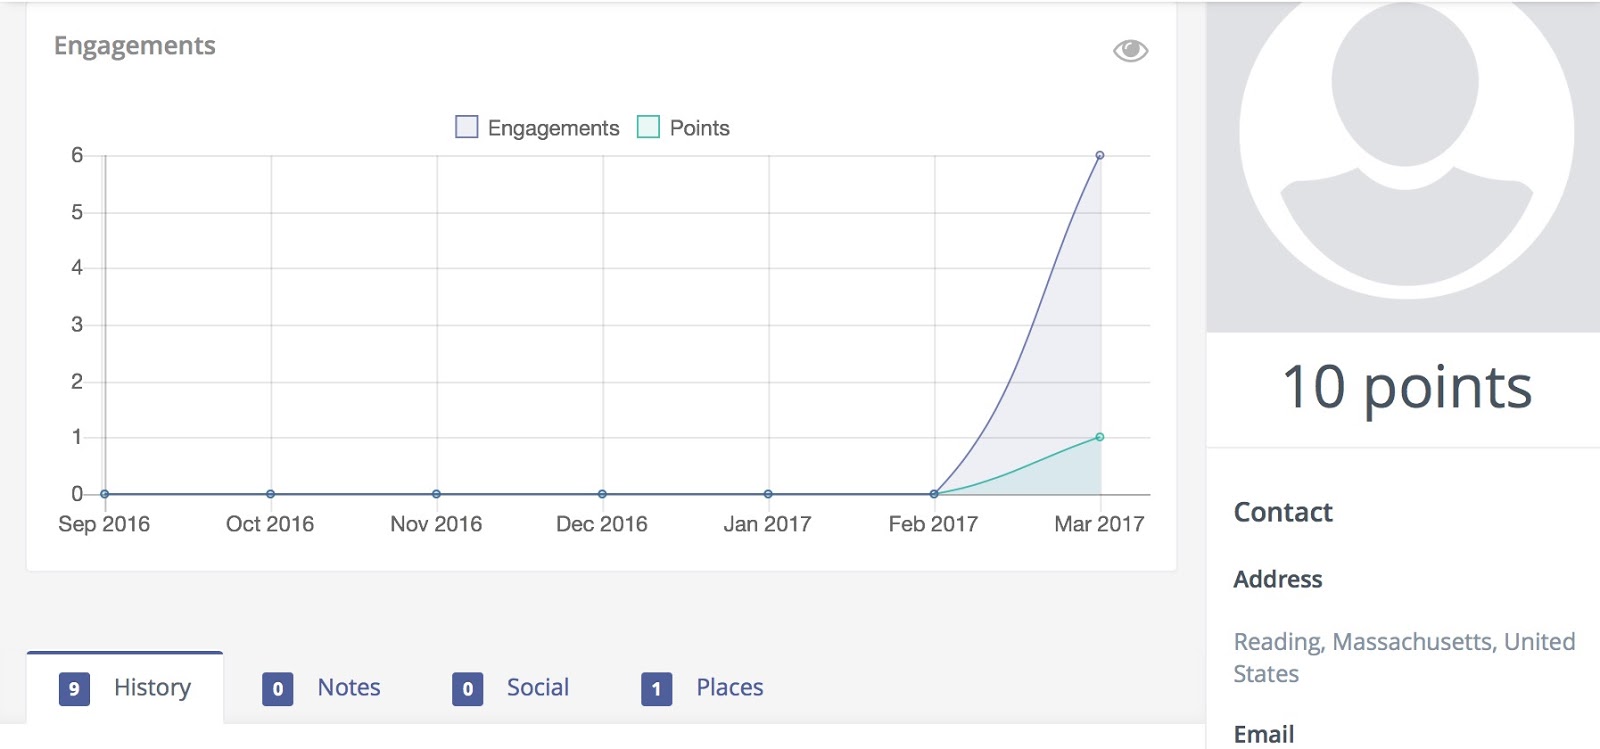 Engagements
Engagements Points
6
5
4
3
2
1
0
Sep 2016 Oct 2016 Nov 2016 Dec 2016 Jan 2017 Feb 2017 Mar 2017
9 History 0 Notes 0 Social 1 Places
10 points
Contact
Address
Reading, Massachusetts, United
States
Email